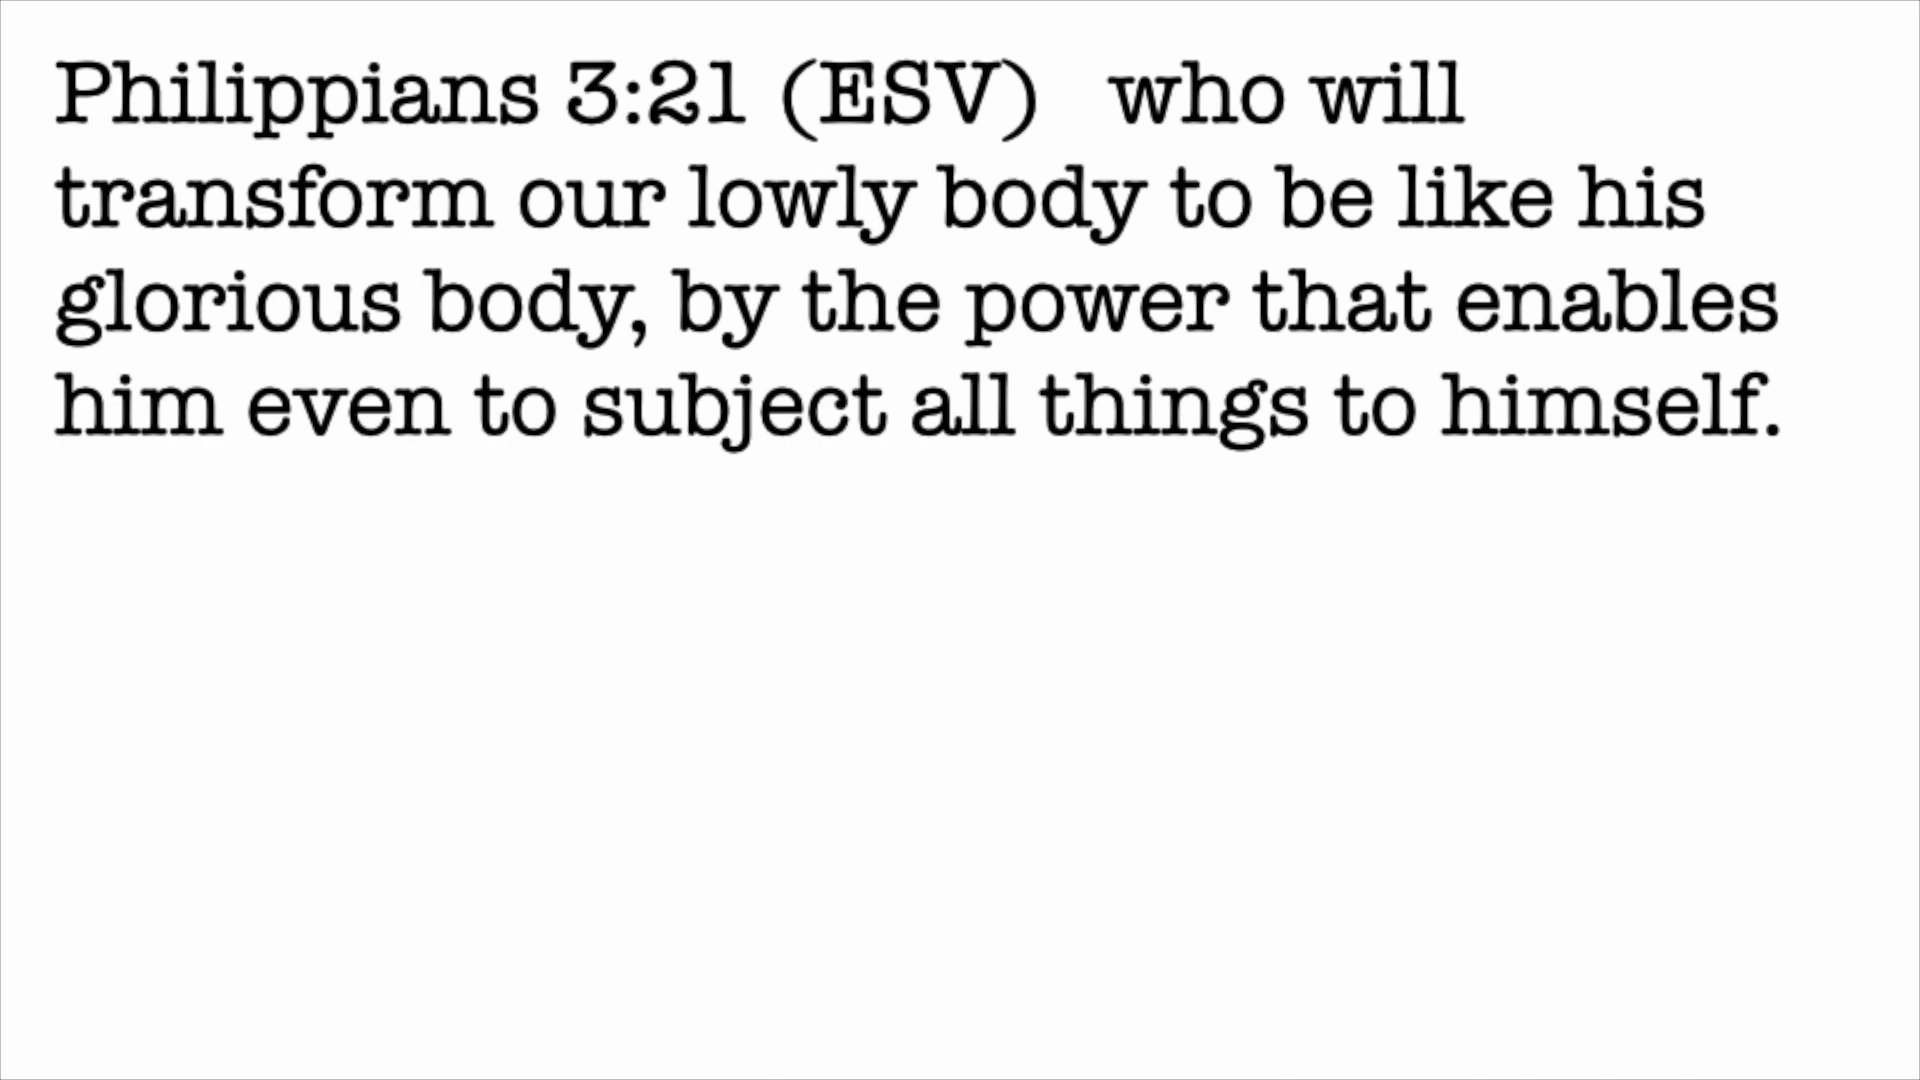 Philippians 3:21 (ESV)   who will
transform our lowly body to be like his
glorious body, by the power that enables
him even to subject all things to himself.